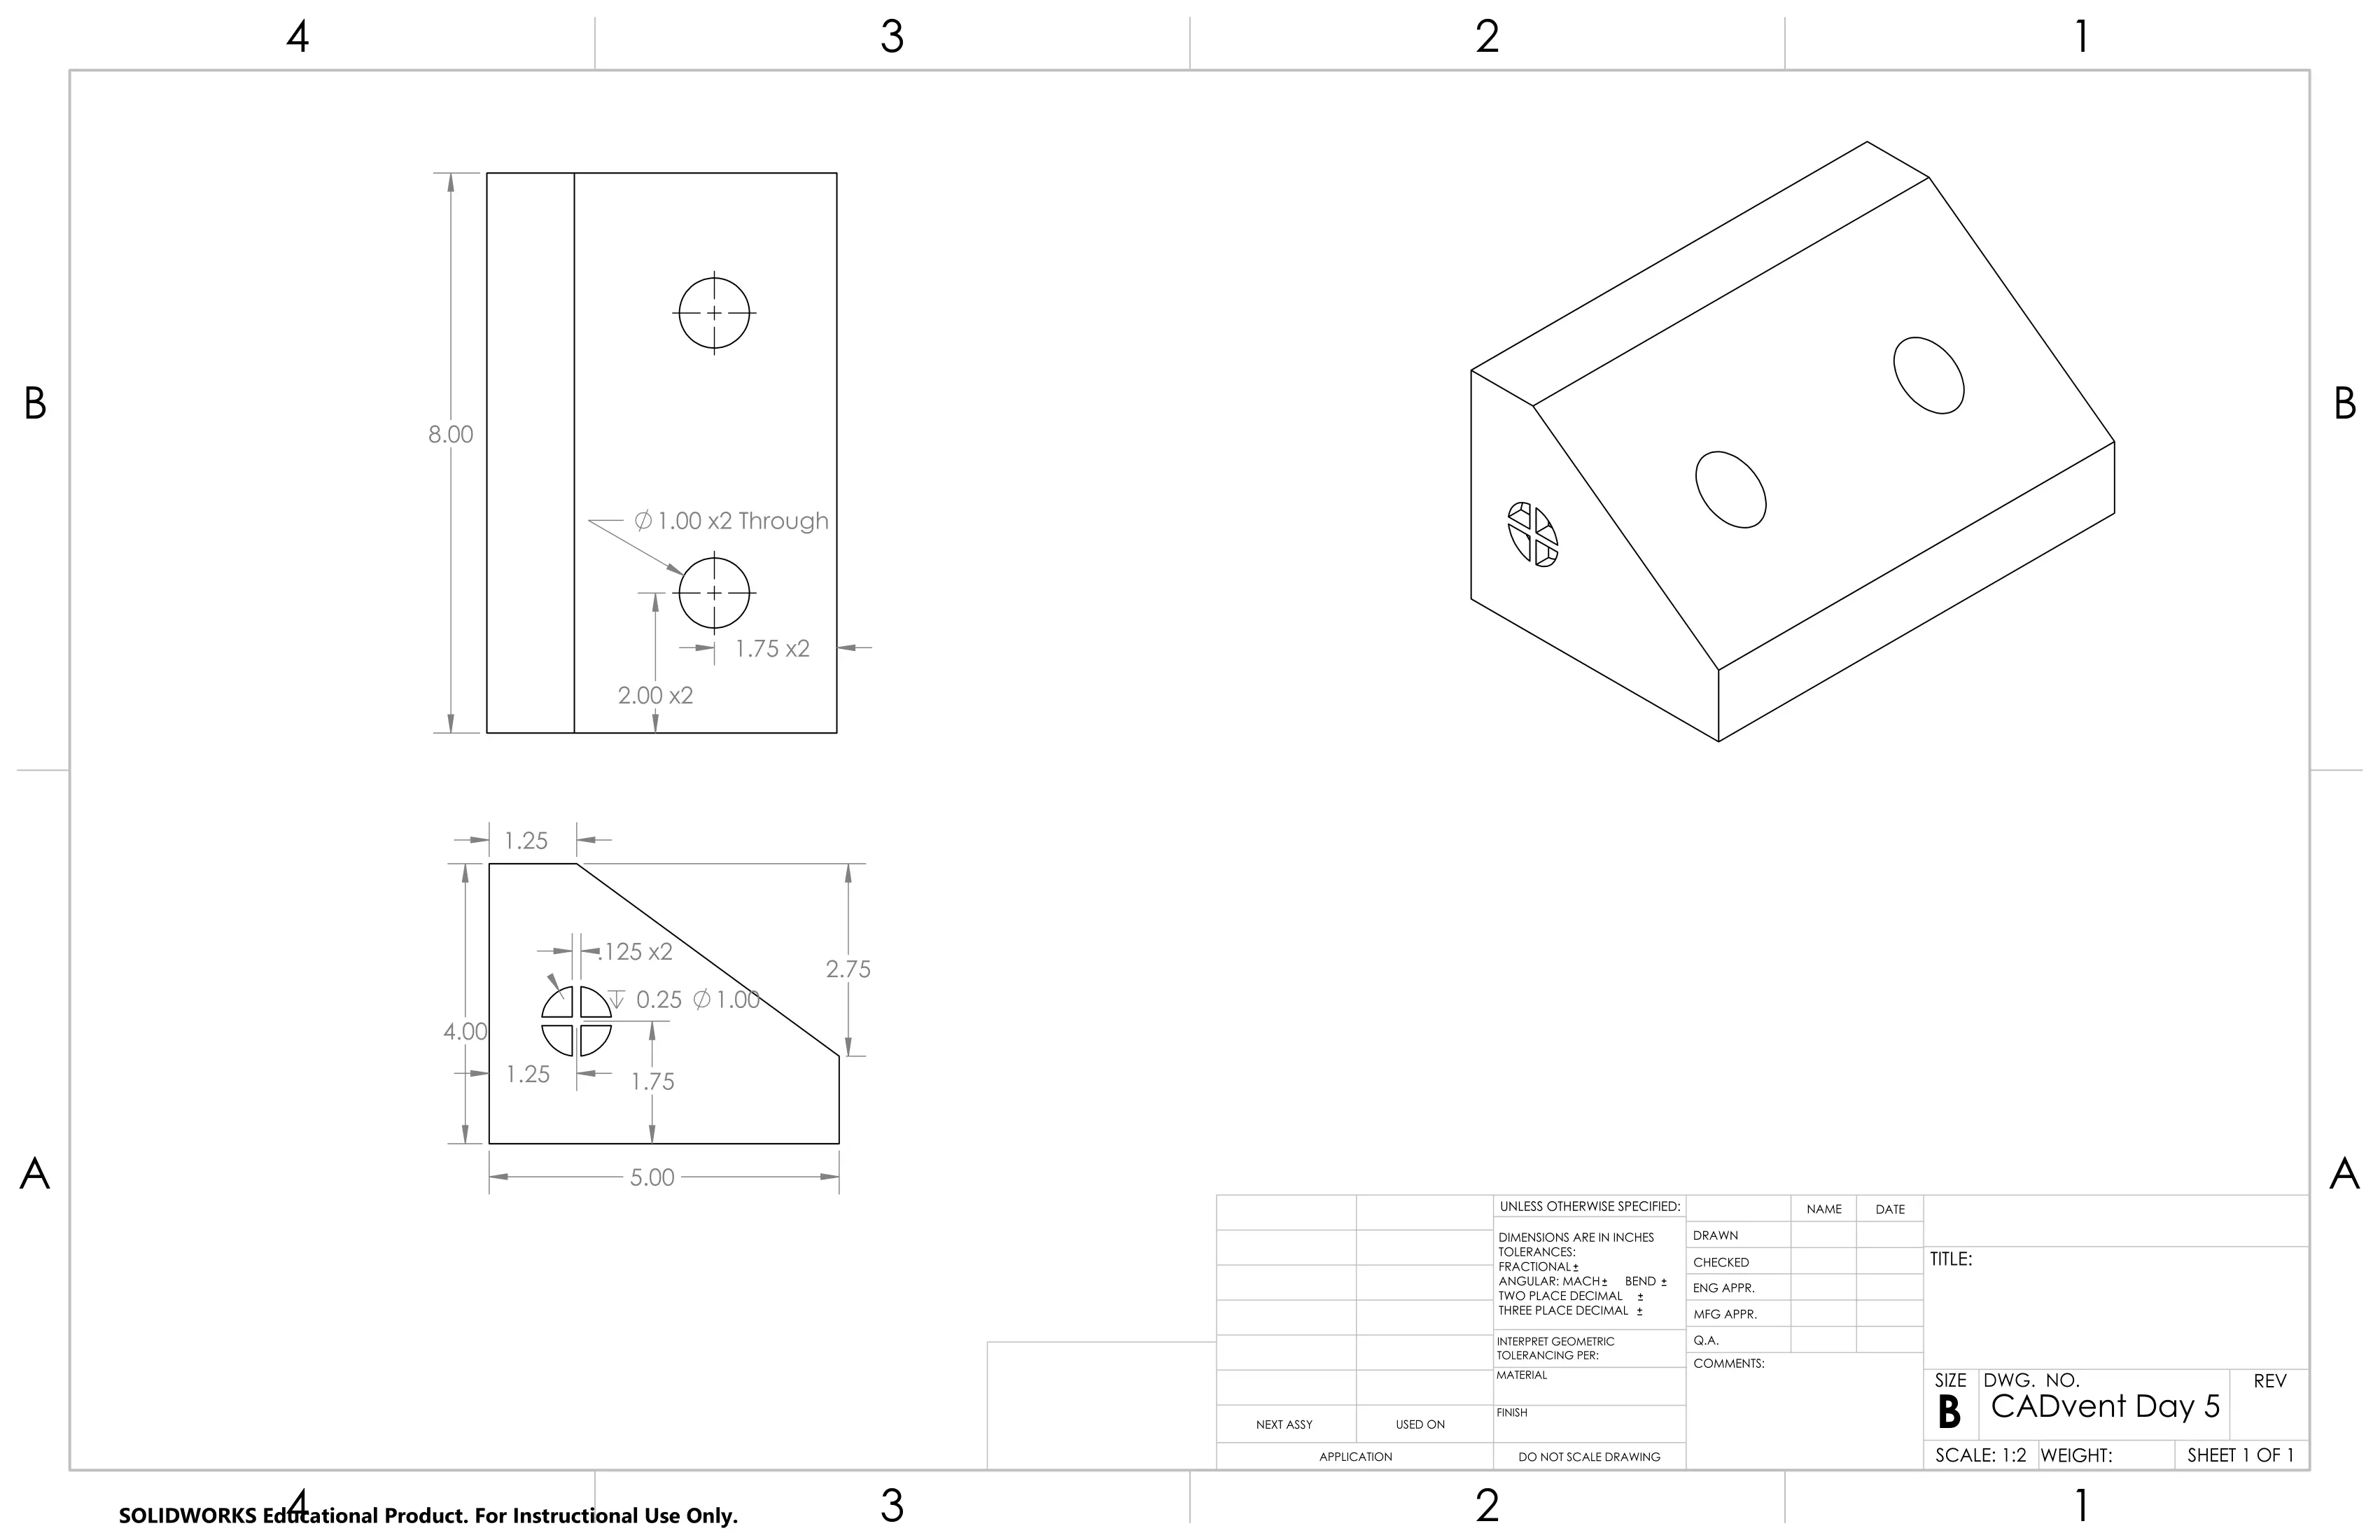 4 3 2 1
B B
8.00
⌀1.00 x2 Through
1.75 x2
2.00 x2
1.25
.125 x2
2.75
↧ 0.25 ⌀1.00
4.00
1.25
1.75
5.00
A A
UNLESS OTHERWISE SPECIFIED:
DIMENSIONS ARE IN INCHES
TOLERANCES:
FRACTIONAL±
ANGULAR: MACH± BEND ±
TWO PLACE DECIMAL ±
THREE PLACE DECIMAL ±
INTERPRET GEOMETRIC
TOLERANCING PER:
MATERIAL
FINISH
DO NOT SCALE DRAWING
NEXT ASSY USED ON
APPLICATION
NAME DATE
DRAWN
CHECKED
ENG APPR.
MFG APPR.
Q.A.
COMMENTS:
TITLE:
SIZE DWG. NO. REV
B CADvent Day 5
SCALE: 1:2 WEIGHT: SHEET 1 OF 1
4 3 2 1
SOLIDWORKS Educational Product. For Instructional Use Only.